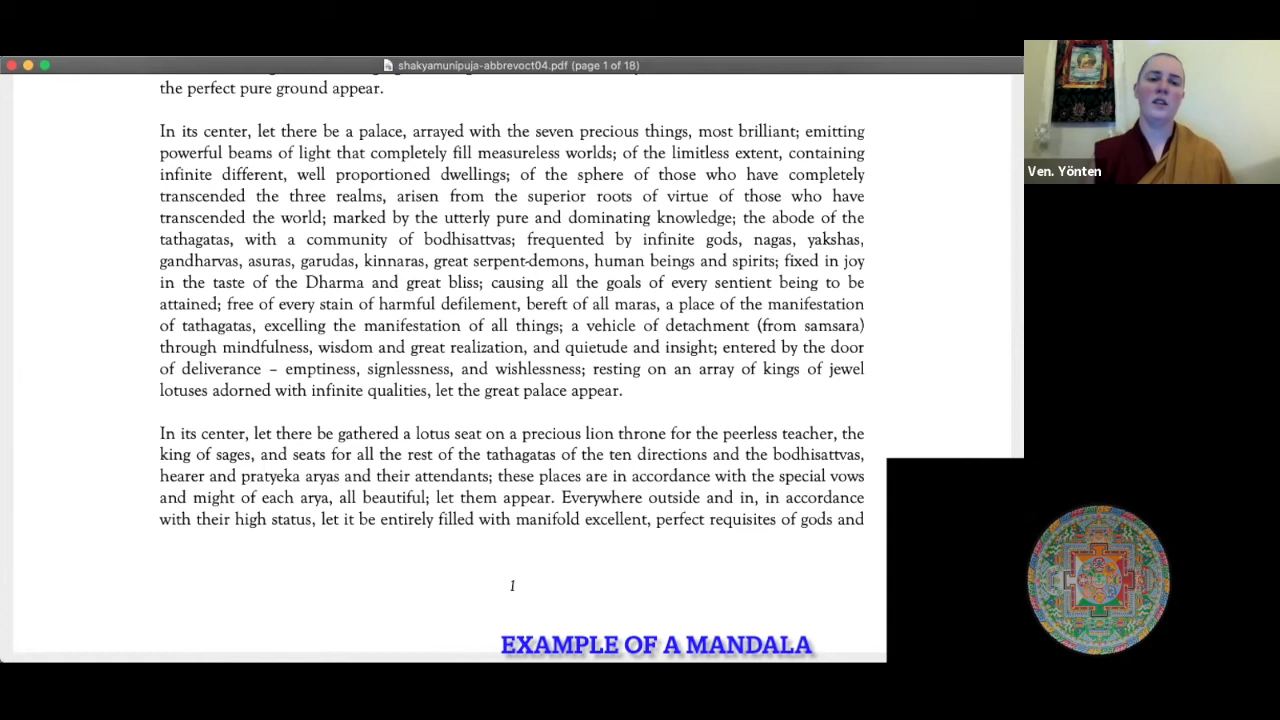 shakyamunipuja-abbrevoct04.pdf (page 1 of 18)
the perfect pure ground appear.
In its center, let there be a palace, arrayed with the seven precious things, most brilliant; emitting
powerful beams of light that completely fill measureless worlds; of the limitless extent, containing
infinite different, well proportioned dwellings; of the sphere of those who have completely
transcended the three realms, arisen from the superior roots of virtue of those who have
transcended the world; marked by the utterly pure and dominating knowledge; the abode of the
tathagatas, with a community of bodhisattvas; frequented by infinite gods, nagas, yakshas,
gandharvas, asuras, garudas, kinnaras, great serpent-demons, human beings and spirits; fixed in joy
in the taste of the Dharma and great bliss; causing all the goals of every sentient being to be
attained; free of every stain of harmful defilement, bereft of all maras, a place of the manifestation
of tathagatas, excelling the manifestation of all things; a vehicle of detachment (from samsara)
through mindfulness, wisdom and great realization, and quietude and insight; entered by the door
of deliverance – emptiness, signlessness, and wishlessness; resting on an array of kings of jewel
lotuses adorned with infinite qualities, let the great palace appear.
In its center, let there be gathered a lotus seat on a precious lion throne for the peerless teacher, the
king of sages, and seats for all the rest of the tathagatas of the ten directions and the bodhisattvas,
hearer and pratyeka aryas and their attendants; these places are in accordance with the special vows
and might of each arya, all beautiful; let them appear. Everywhere outside and in, in accordance
with their high status, let it be entirely filled with manifold excellent, perfect requisites of gods and
1
EXAMPLE OF A MANDALA
Ven. Yönten